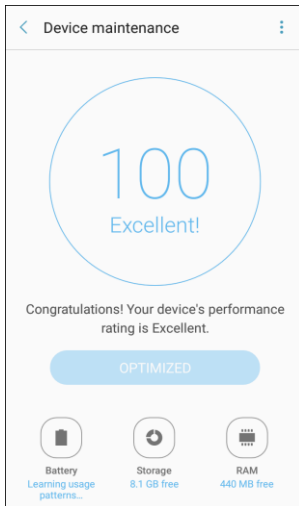 Device maintenance
100
Excellent!
Congratulations! Your device's performance
rating is Excellent.
OPTIMIZED
Battery
Learning usage
patterns...
Storage
8.1 GB free
RAM
440 MB free